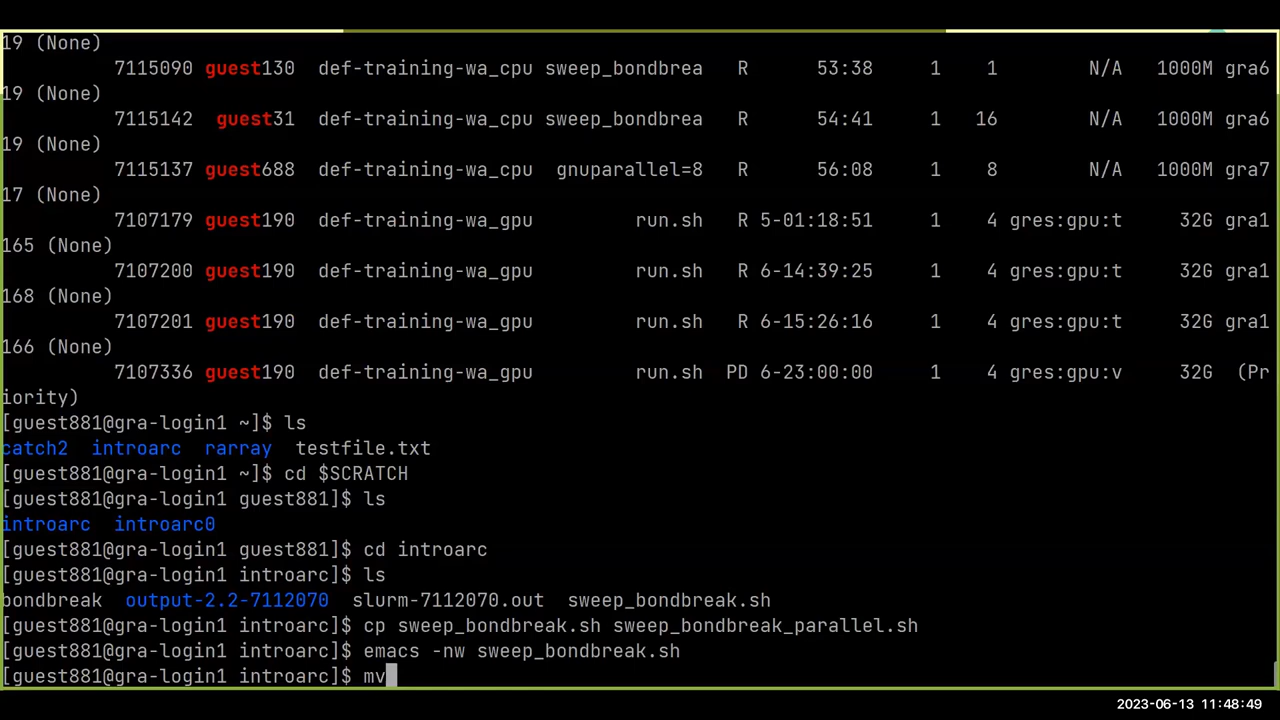 19 (None)
7115090 guest130 def-training-wa_cpu sweep_bondbrea R 53:38 1 1 N/A 1000M gra6
19 (None)
7115142 guest31 def-training-wa_cpu sweep_bondbrea R 54:41 1 16 N/A 1000M gra6
19 (None)
7115137 guest688 def-training-wa_cpu gnuparallel=8 R 56:08 1 8 N/A 1000M gra7
17 (None)
7107179 guest190 def-training-wa_gpu run.sh R 5-01:18:51 1 4 gres:gpu:t 32G gra1
165 (None)
7107200 guest190 def-training-wa_gpu run.sh R 6-14:39:25 1 4 gres:gpu:t 32G gra1
168 (None)
7107201 guest190 def-training-wa_gpu run.sh R 6-15:26:16 1 4 gres:gpu:t 32G gra1
166 (None)
7107336 guest190 def-training-wa_gpu run.sh PD 6-23:00:00 1 4 gres:gpu:v 32G (Pr
iority)
[guest881@gra-login1 ~]$ ls
catch2 introarc rarray testfile.txt
[guest881@gra-login1 ~]$ cd $SCRATCH
[guest881@gra-login1 guest881]$ ls
introarc introarc0
[guest881@gra-login1 guest881]$ cd introarc
[guest881@gra-login1 introarc]$ ls
bondbreak output-2.2-7112070 slurm-7112070.out sweep_bondbreak.sh
[guest881@gra-login1 introarc]$ cp sweep_bondbreak.sh sweep_bondbreak_parallel.sh
[guest881@gra-login1 introarc]$ emacs -nw sweep_bondbreak.sh
[guest881@gra-login1 introarc]$ mv
2023-06-13 11:48:49